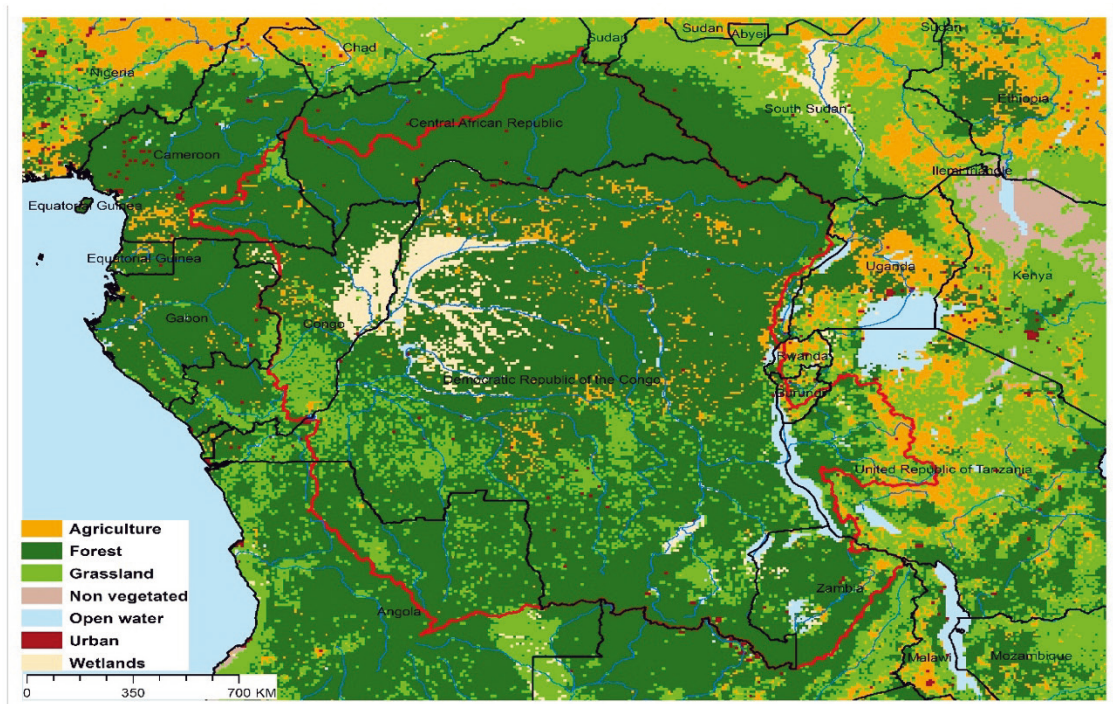 Sudan
Sudan
Abyei
Sudan
Chad
Nigeria
Ethiopia
South Sudan
Central African Republic
Cameroon
Equatorial Guinea
Uganda
Equatorial Guinea
Kenya
Gabon
Congo
Rwanda
Democratic Republic of the Congo
Burundi
United Republic of Tanzania
Agriculture
Forest
Grassland
Non vegetated
Open water
Urban
Wetlands
Zambia
Angola
Malawi
Mozambique
0 350 700 KM